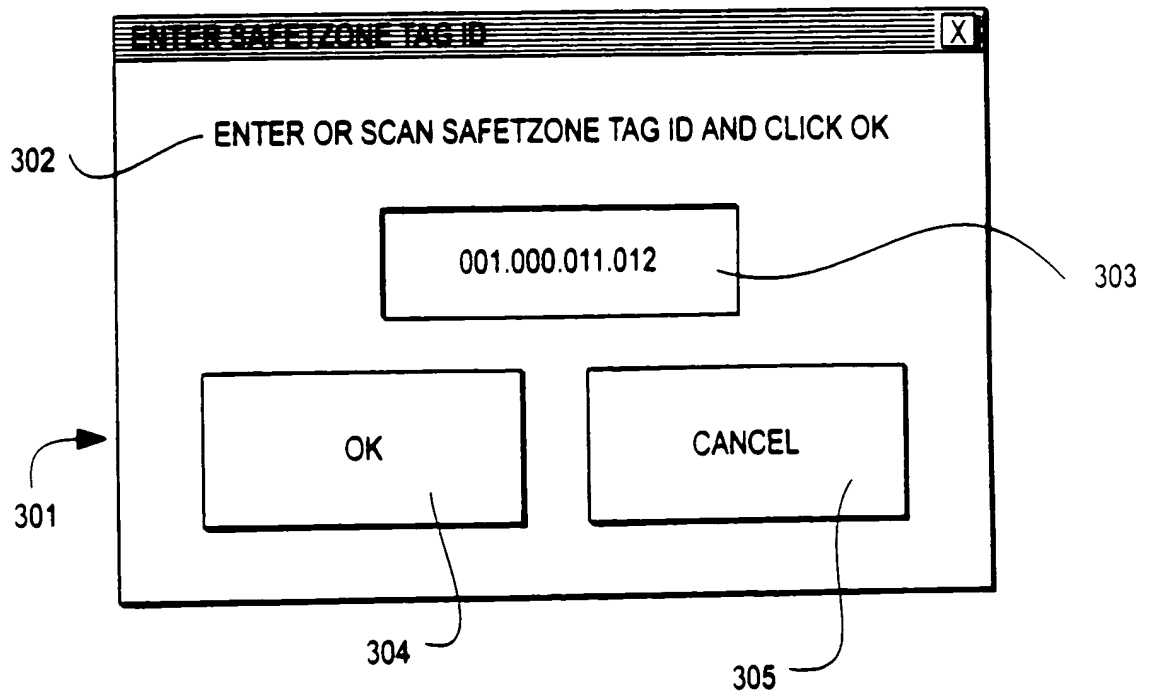 ENTER SAFETZONE TAG ID
X
ENTER OR SCAN SAFETZONE TAG ID AND CLICK OK
302
001.000.011.012
303
OK
CANCEL
301
304
305